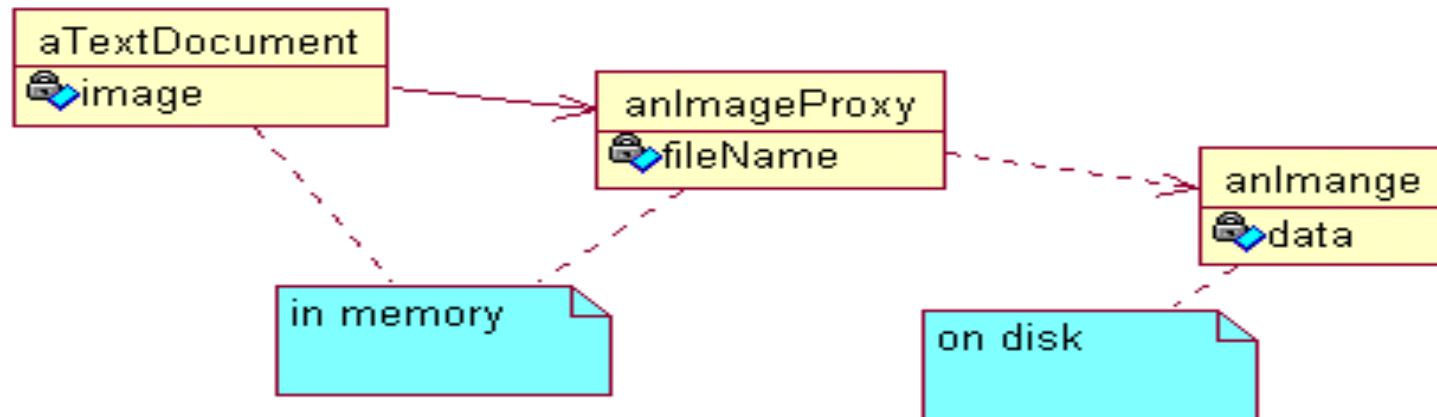 aTextDocument
image
anImageProxy
fileName
anImange
data
in memory
on disk